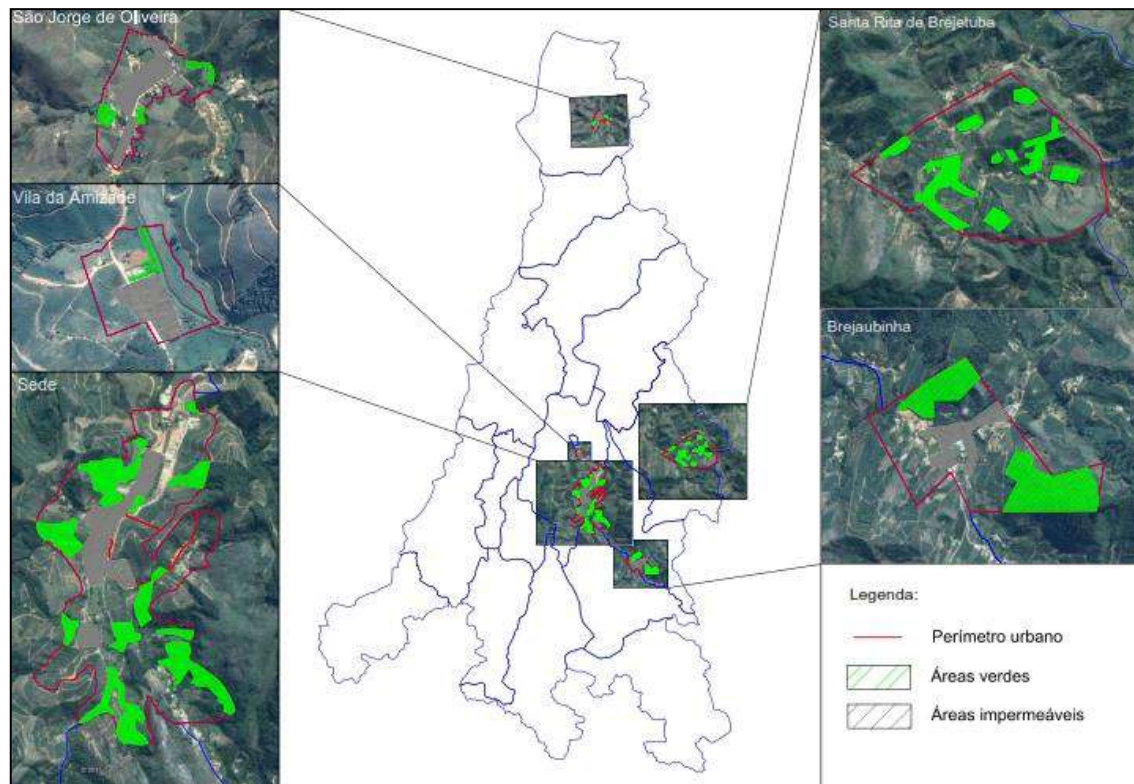 São Jorge de Oliveira
Vila da Amizade
Sede
Santa Rita de Brejetuba
Brejaubinha
Legenda:
Perímetro urbano
Áreas verdes
Áreas impermeáveis